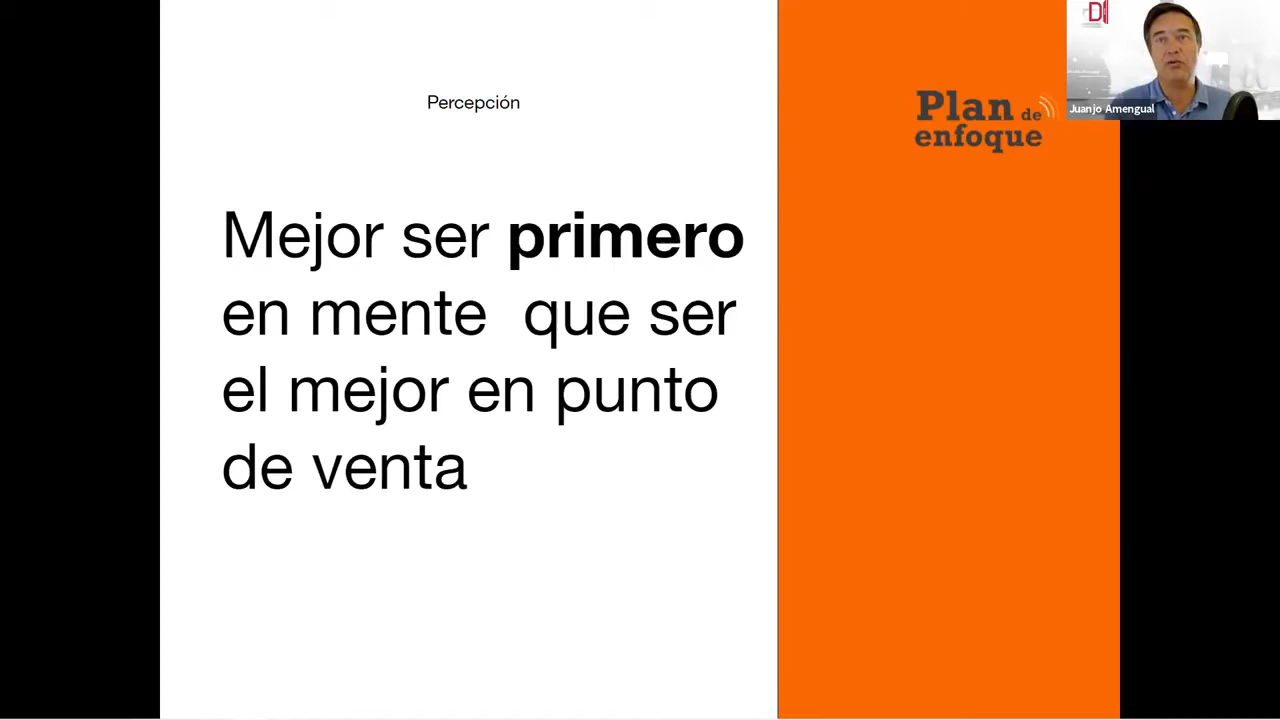 Percepción
Plan de
enfoque
Mejor ser primero
en mente  que ser
el mejor en punto
de venta
D
Juanjo Amengual